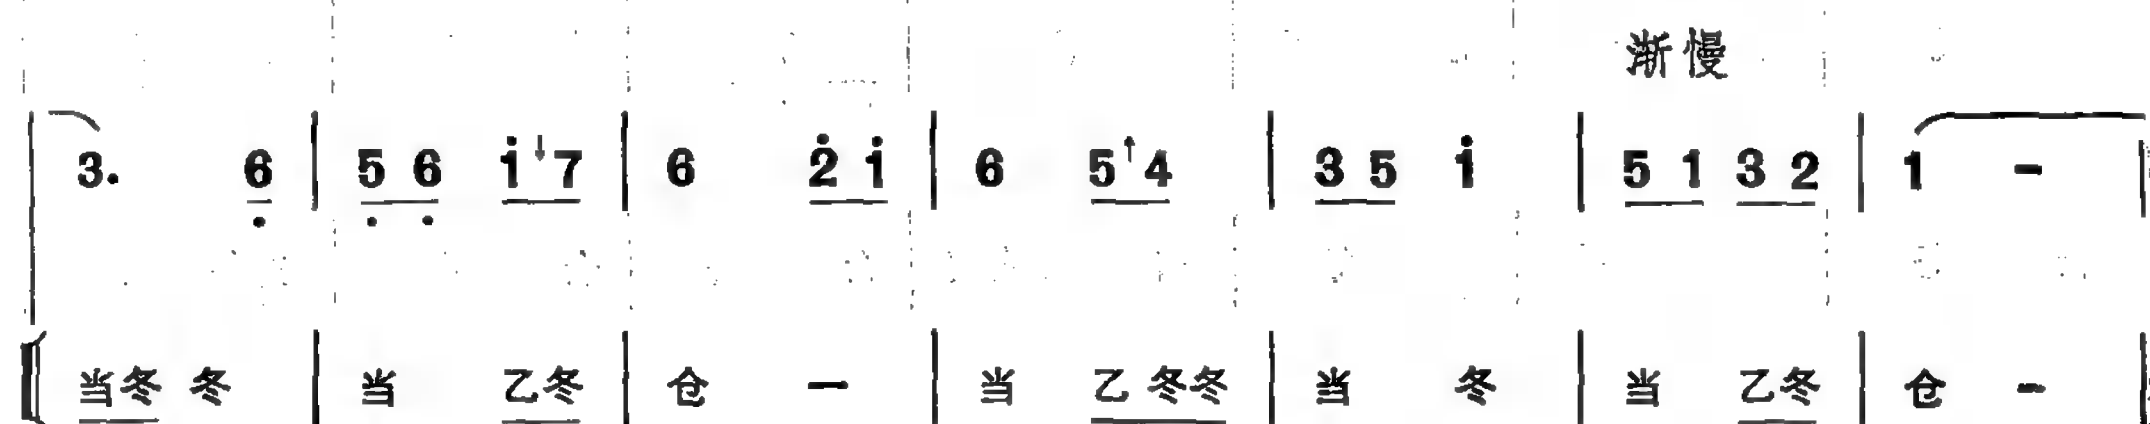 渐慢
3. 6 | 5 6 i ↓7 | 6 2 i | 6 5 ↑4 | 3 5 i | 5 1 3 2 | 1 -
当冬 冬 | 当 乙冬 | 仓 - | 当 乙 冬冬 | 当 冬 | 当 乙冬 | 仓 -